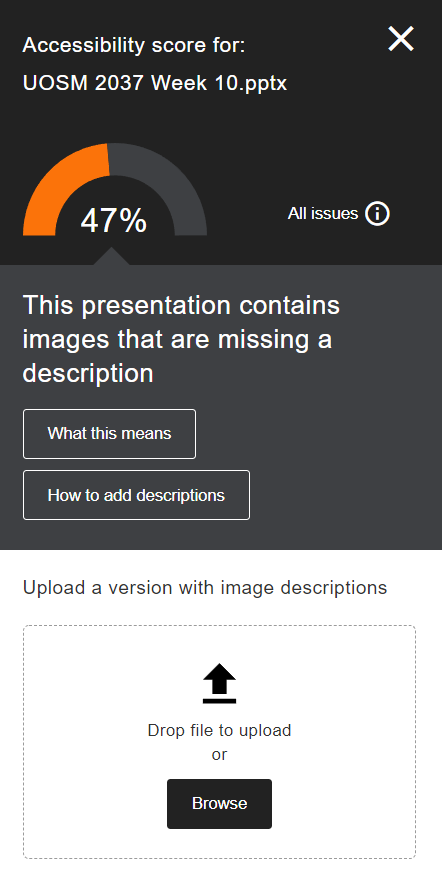 Accessibility score for:
UOSM 2037 Week 10.pptx
47%
All issues
This presentation contains
images that are missing a
description
What this means
How to add descriptions
Upload a version with image descriptions
Drop file to upload
or
Browse